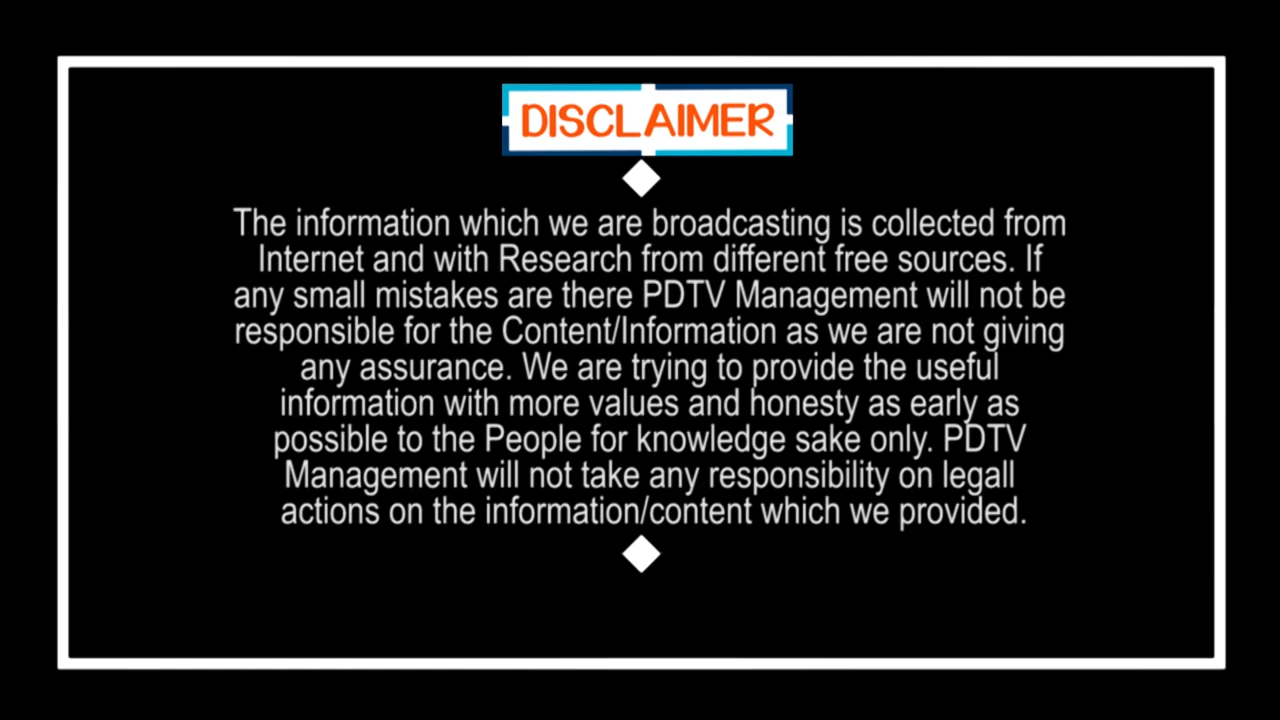 DISCLAIMER
The information which we are broadcasting is collected from
Internet and with Research from different free sources. If
any small mistakes are there PDTV Management will not be
responsible for the Content/Information as we are not giving
any assurance. We are trying to provide the useful
information with more values and honesty as early as
possible to the People for knowledge sake only. PDTV
Management will not take any responsibility on legall
actions on the information/content which we provided.